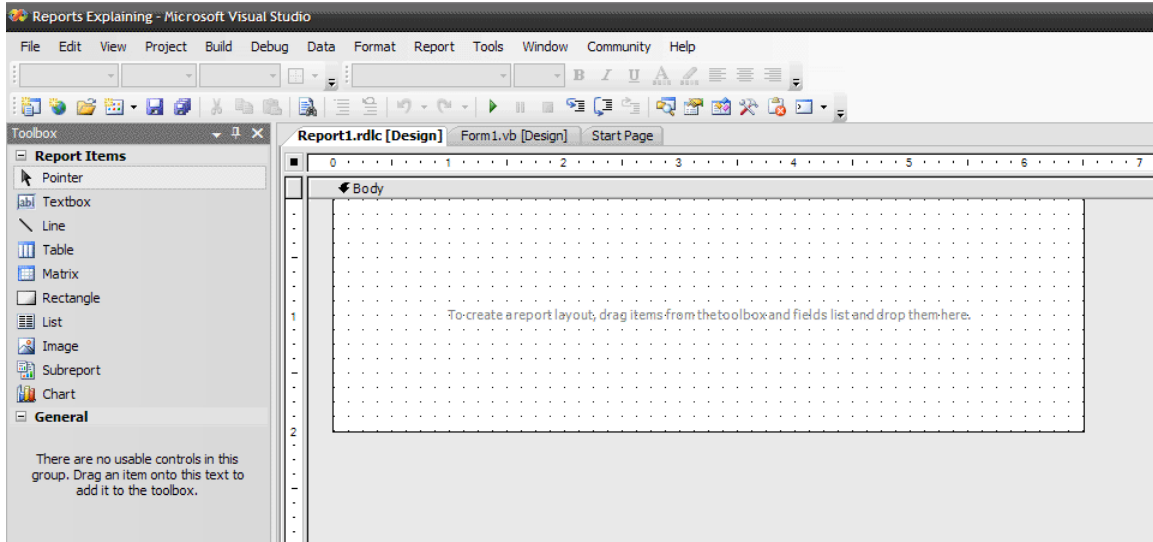 Reports Explaining - Microsoft Visual Studio
File Edit View Project Build Debug Data Format Report Tools Window Community Help
B I U A
Toolbox
Report1.rdlc [Design] Form1.vb [Design] Start Page
Report Items
0 1 2 3 4 5 6 7
Pointer
Body
ab Textbox
Line
Table
Matrix
Rectangle
List
1
To create a report layout, drag items from the toolbox and fields list and drop them here.
Image
Subreport
Chart
General
2
There are no usable controls in this
group. Drag an item onto this text to
add it to the toolbox.